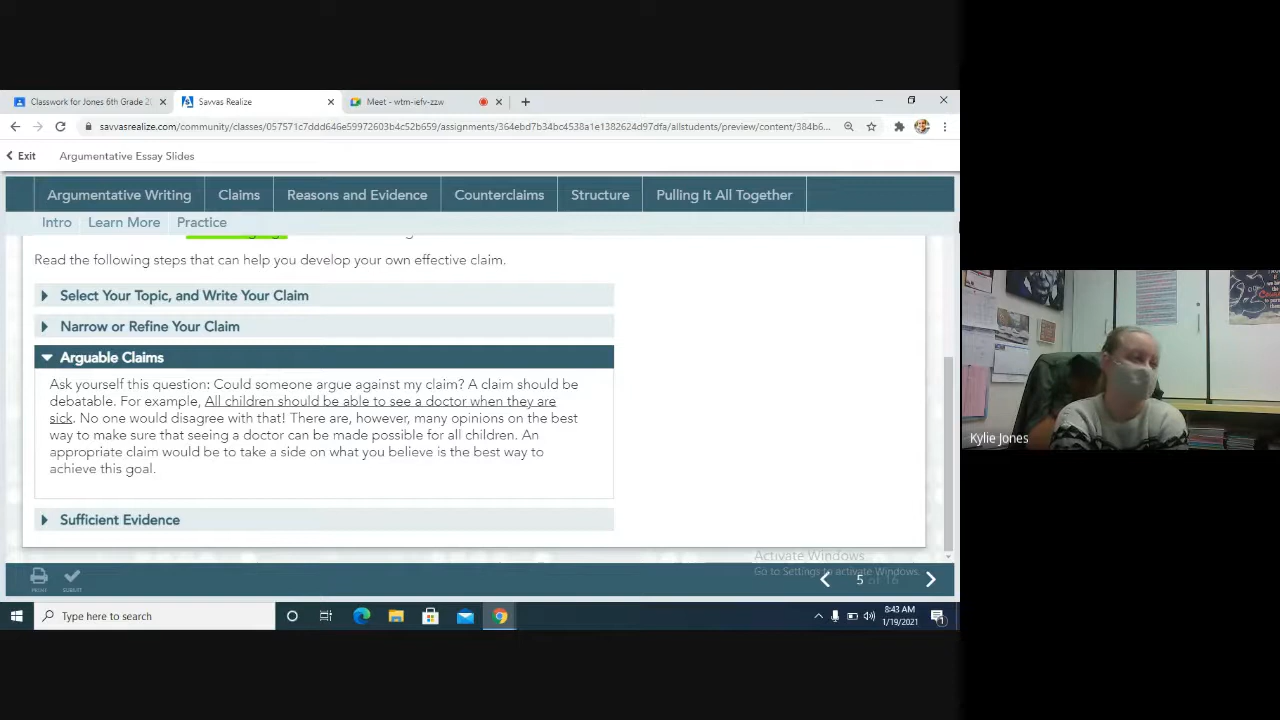 Classwork for Jones 6th Grade 20
Savvas Realize
Meet - wtm-iefv-zzw
savvasrealize.com/community/classes/057571c7ddd646e59972603b4c52b659/assignments/364ebd7b34bc4538a1e1382624d97dfa/allstudents/preview/content/384b6...
Exit
Argumentative Essay Slides
Argumentative Writing
Claims
Reasons and Evidence
Counterclaims
Structure
Pulling It All Together
Intro
Learn More
Practice
Read the following steps that can help you develop your own effective claim.
Select Your Topic, and Write Your Claim
Narrow or Refine Your Claim
Arguable Claims
Ask yourself this question: Could someone argue against my claim? A claim should be
debatable. For example, All children should be able to see a doctor when they are
sick. No one would disagree with that! There are, however, many opinions on the best
way to make sure that seeing a doctor can be made possible for all children. An
appropriate claim would be to take a side on what you believe is the best way to
achieve this goal.
Sufficient Evidence
Kylie Jones
Activate Windows
Go to Settings to activate Windows.
PRINT
SUBMIT
5 of 16
Type here to search
8:43 AM
1/19/2021
1